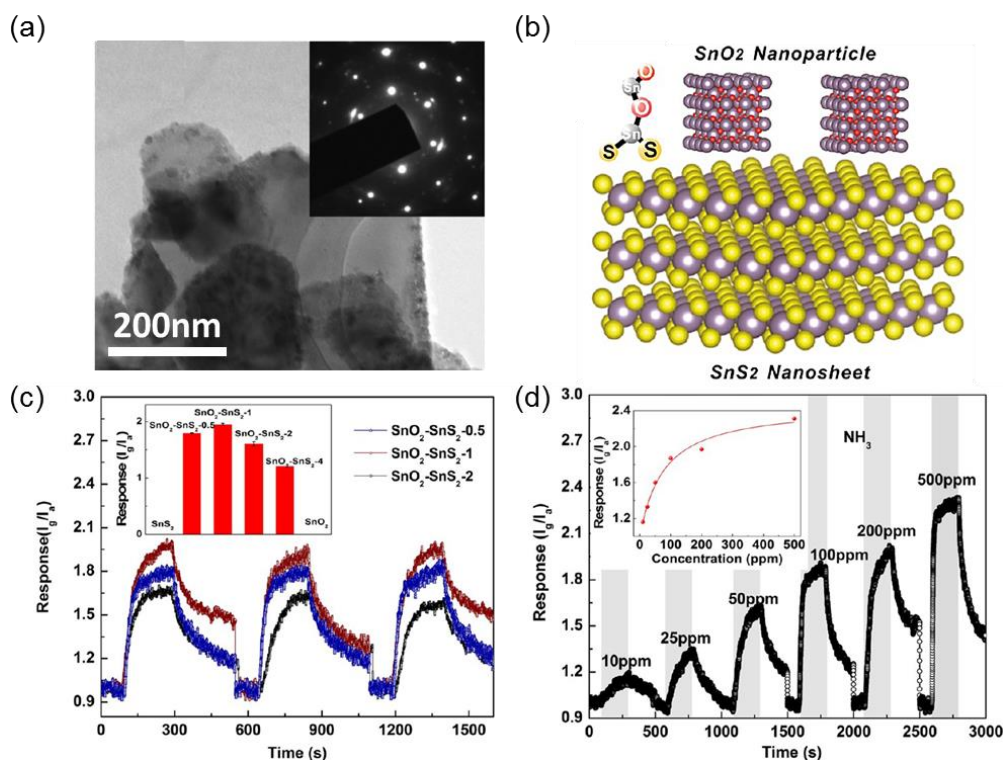 (a)
200nm
(b)
SnO2 Nanoparticle
O
Sn
O
Sn
S
S
SnS2 Nanosheet
(c)
Response(Ig/Ia)
3.0
2.7
2.4
2.1
1.8
1.5
1.2
0.9
Response (Ig/Ia)
2
1
0
SnS2
SnO2-SnS2-0.5
SnO2-SnS2-1
SnO2-SnS2-2
SnO2-SnS2-4
SnO2
SnO2-SnS2-0.5
SnO2-SnS2-1
SnO2-SnS2-2
0
300
600
900
1200
1500
Time (s)
(d)
Response (Ig/Ia)
3.0
2.7
2.4
2.1
1.8
1.5
1.2
0.9
Response (Ig/Ia)
2.4
2.0
1.6
1.2
0
100
200
300
400
500
Concentration (ppm)
NH3
10ppm
25ppm
50ppm
100ppm
200ppm
500ppm
0
500
1000
1500
2000
2500
3000
Time (s)